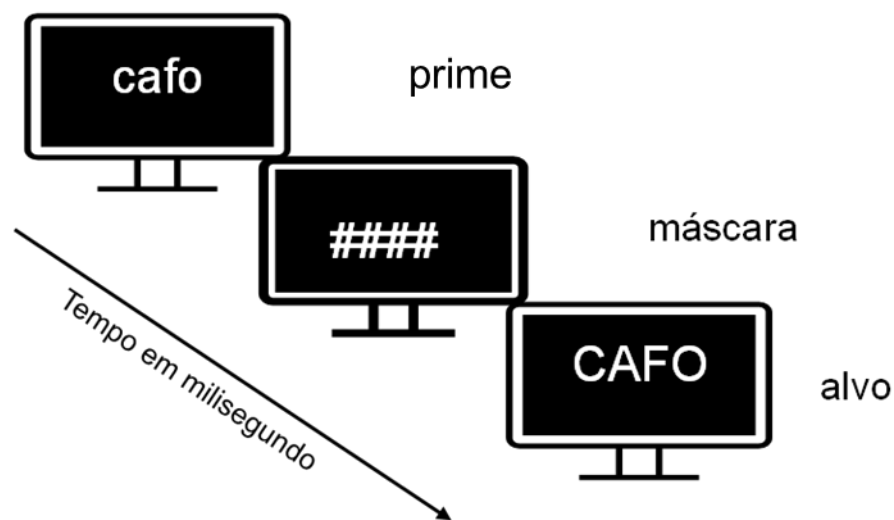 cafo
prime
####
máscara
CAFO
alvo
Tempo em milisegundo